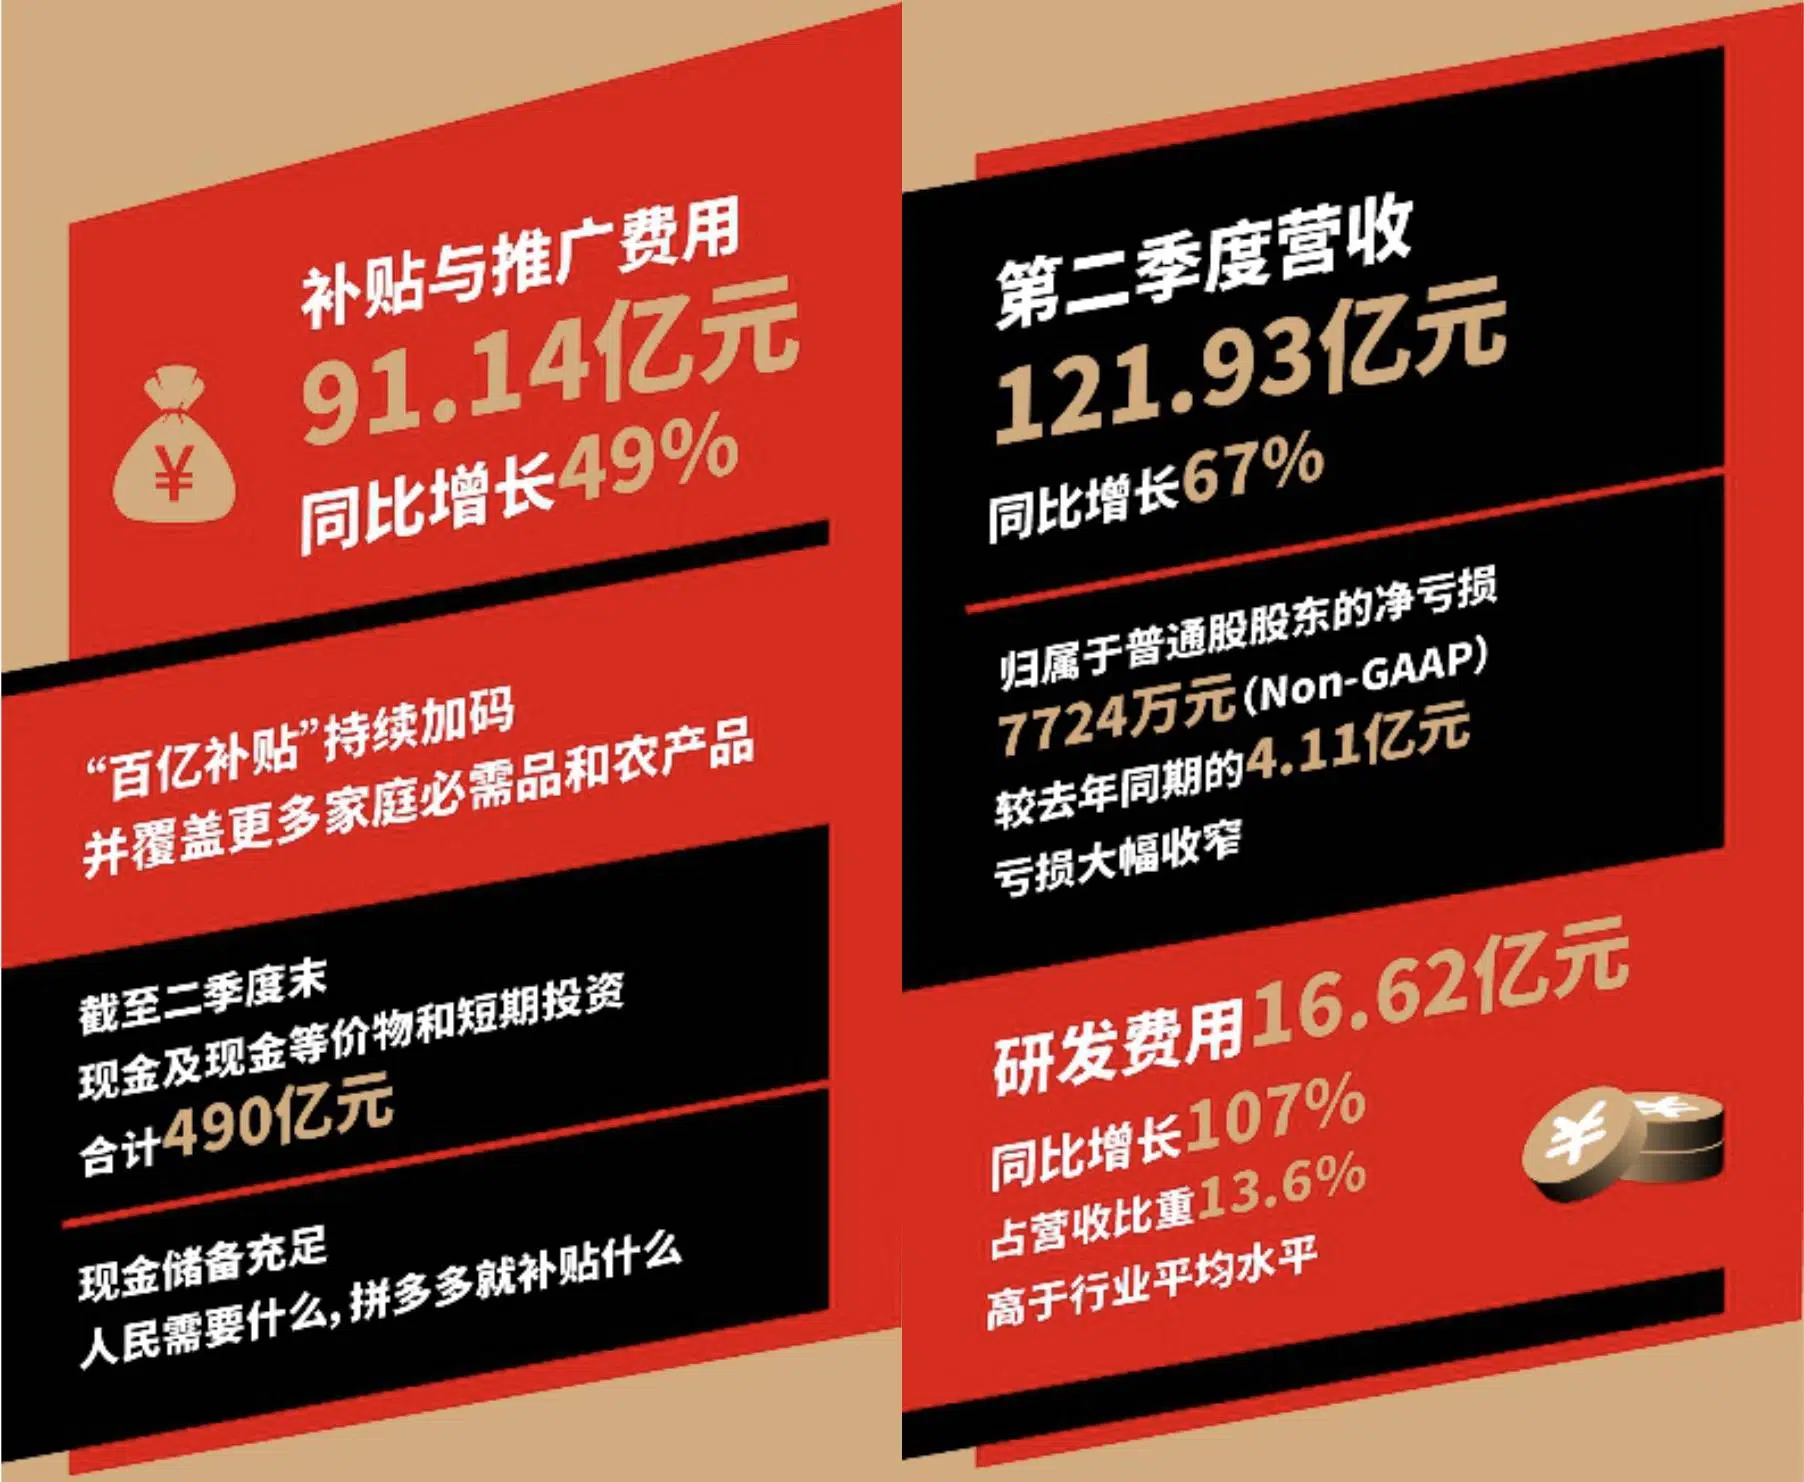 补贴与推广费用
91.14亿元
同比增长49%
¥
“百亿补贴”持续加码
并覆盖更多家庭必需品和农产品
截至二季度末
现金及现金等价物和短期投资
合计490亿元
现金储备充足
人民需要什么,拼多多就补贴什么
第二季度营收
121.93亿元
同比增长67%
归属于普通股股东的净亏损
7724万元(Non-GAAP)
较去年同期的4.11亿元
亏损大幅收窄
研发费用16.62亿元
同比增长107%
占营收比重13.6%
高于行业平均水平
¥ ¥